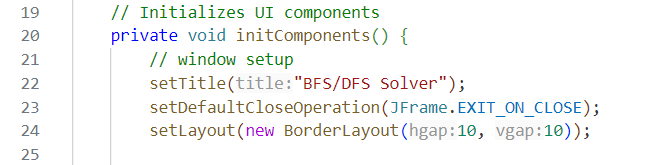 19 // Initializes UI components
20 private void initComponents() {
21 // window setup
22 setTitle(title:"BFS/DFS Solver");
23 setDefaultCloseOperation(JFrame.EXIT_ON_CLOSE);
24 setLayout(new BorderLayout(hgap:10, vgap:10));
25